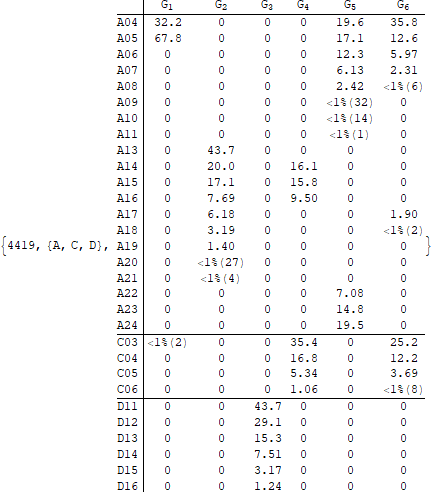 G1 G2 G3 G4 G5 G6
A04 32.2 0 0 0 19.6 35.8
A05 67.8 0 0 0 17.1 12.6
A06 0 0 0 0 12.3 5.97
A07 0 0 0 0 6.13 2.31
A08 0 0 0 0 2.42 <1%(6)
A09 0 0 0 0 <1%(32) 0
A10 0 0 0 0 <1%(14) 0
A11 0 0 0 0 <1%(1) 0
A13 0 43.7 0 0 0 0
A14 0 20.0 0 16.1 0 0
A15 0 17.1 0 15.8 0 0
A16 0 7.69 0 9.50 0 0
A17 0 6.18 0 0 0 1.90
A18 0 3.19 0 0 0 <1%(2)
{4419, {A, C, D}, A19 0 1.40 0 0 0 0 }
A20 0 <1%(27) 0 0 0 0
A21 0 <1%(4) 0 0 0 0
A22 0 0 0 0 7.08 0
A23 0 0 0 0 14.8 0
A24 0 0 0 0 19.5 0
C03 <1%(2) 0 0 35.4 0 25.2
C04 0 0 0 16.8 0 12.2
C05 0 0 0 5.34 0 3.69
C06 0 0 0 1.06 0 <1%(8)
D11 0 0 43.7 0 0 0
D12 0 0 29.1 0 0 0
D13 0 0 15.3 0 0 0
D14 0 0 7.51 0 0 0
D15 0 0 3.17 0 0 0
D16 0 0 1.24 0 0 0